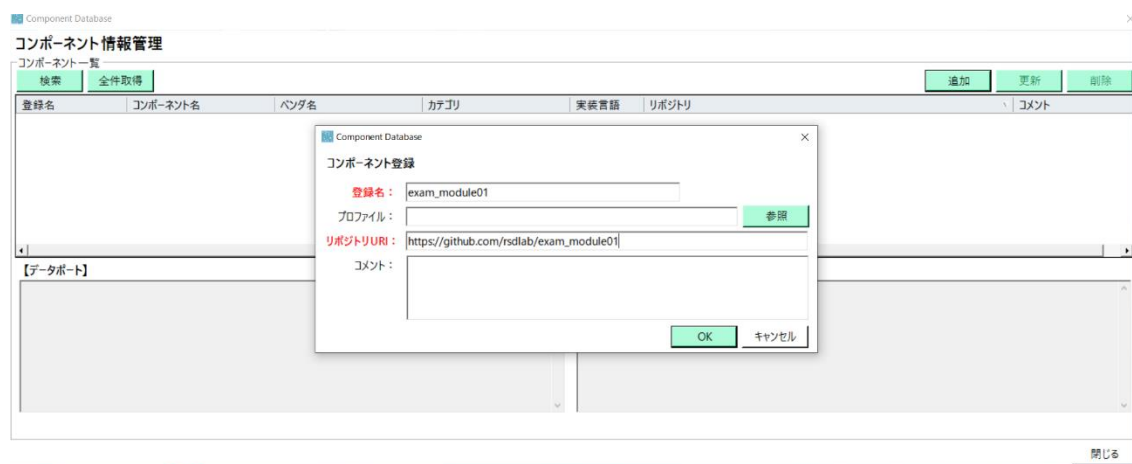 Component Database
コンポーネント情報管理
コンポーネント一覧
検索 全件取得 追加 更新 削除
登録名 コンポーネント名 ベンダ名 カテゴリ 実装言語 リポジトリ コメント
Component Database
コンポーネント登録
登録名： exam_module01
プロファイル： 参照
リポジトリURI： https://github.com/rsdlab/exam_module01
コメント：
OK キャンセル
【データポート】
閉じる